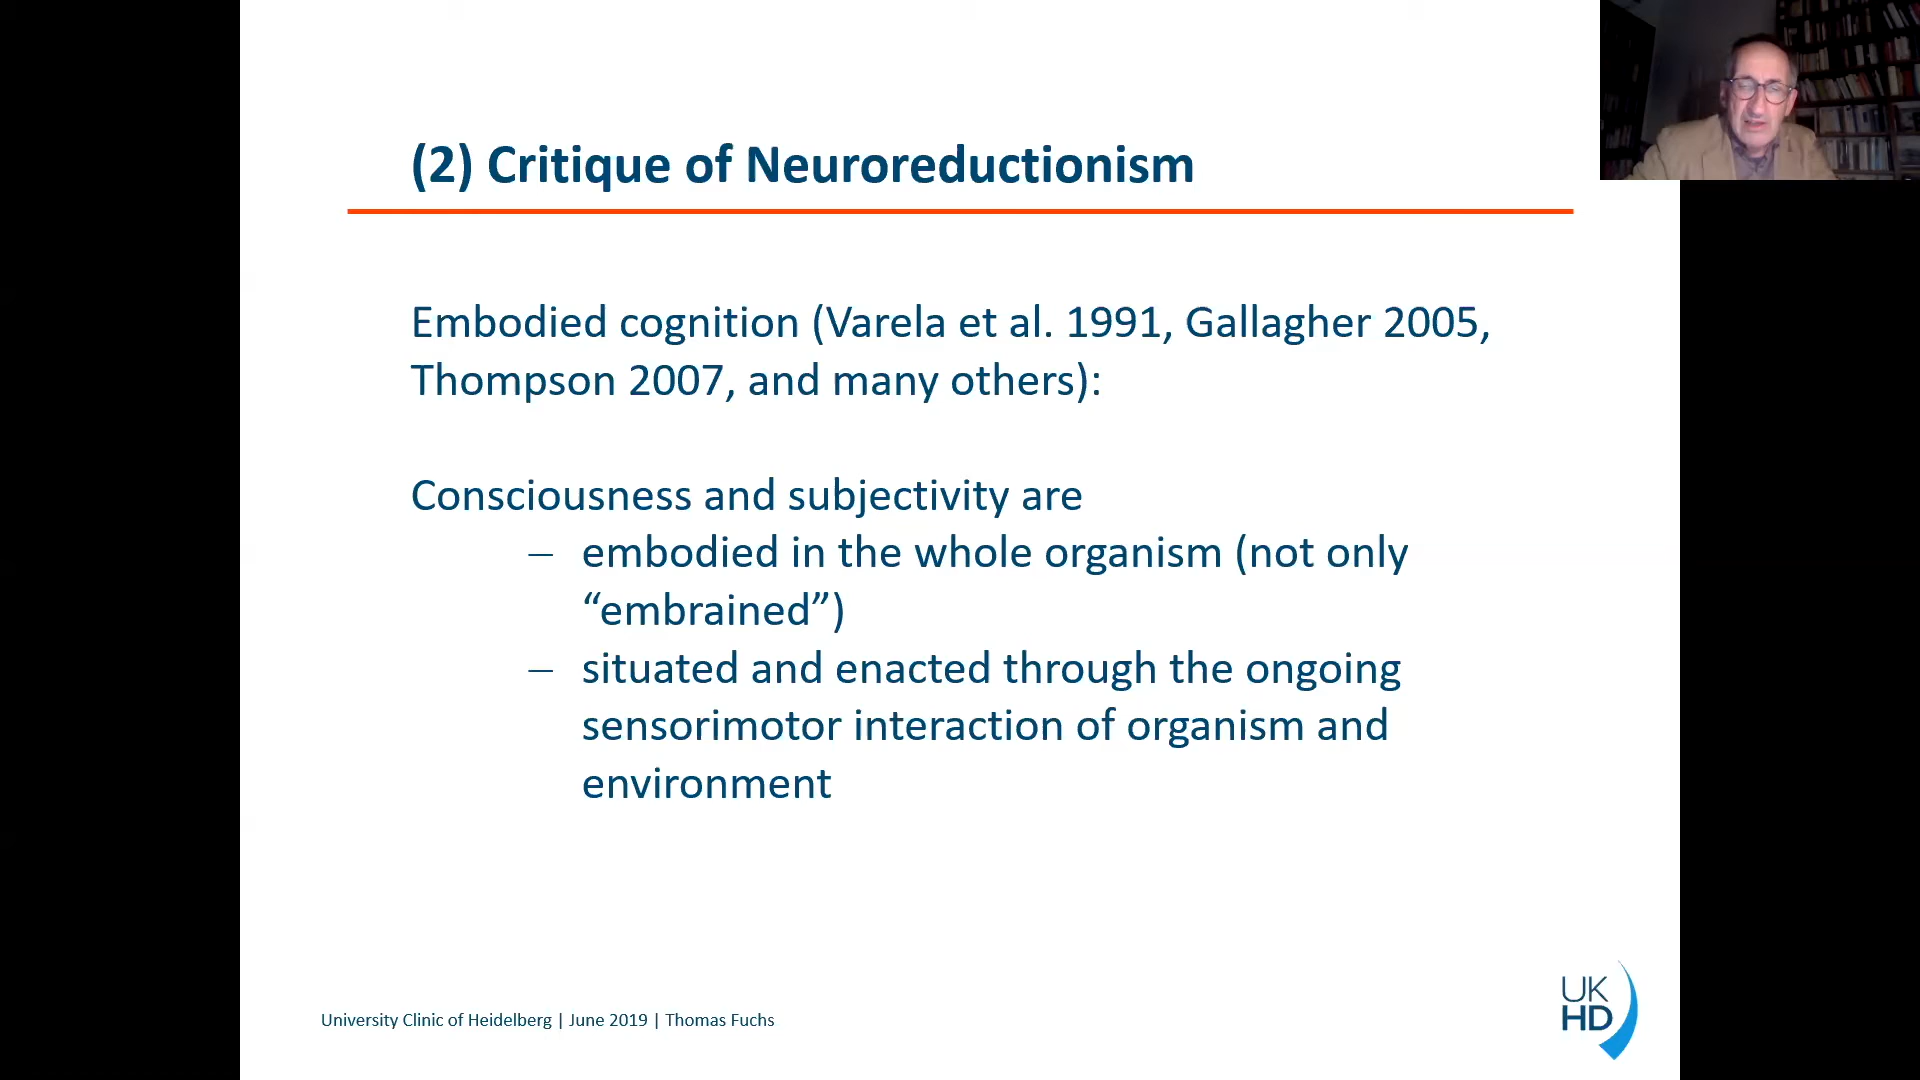 (2) Critique of Neuroreductionism
Embodied cognition (Varela et al. 1991, Gallagher 2005,
Thompson 2007, and many others):
Consciousness and subjectivity are
– embodied in the whole organism (not only
“embrained”)
– situated and enacted through the ongoing
sensorimotor interaction of organism and
environment
University Clinic of Heidelberg | June 2019 | Thomas Fuchs
UK
HD